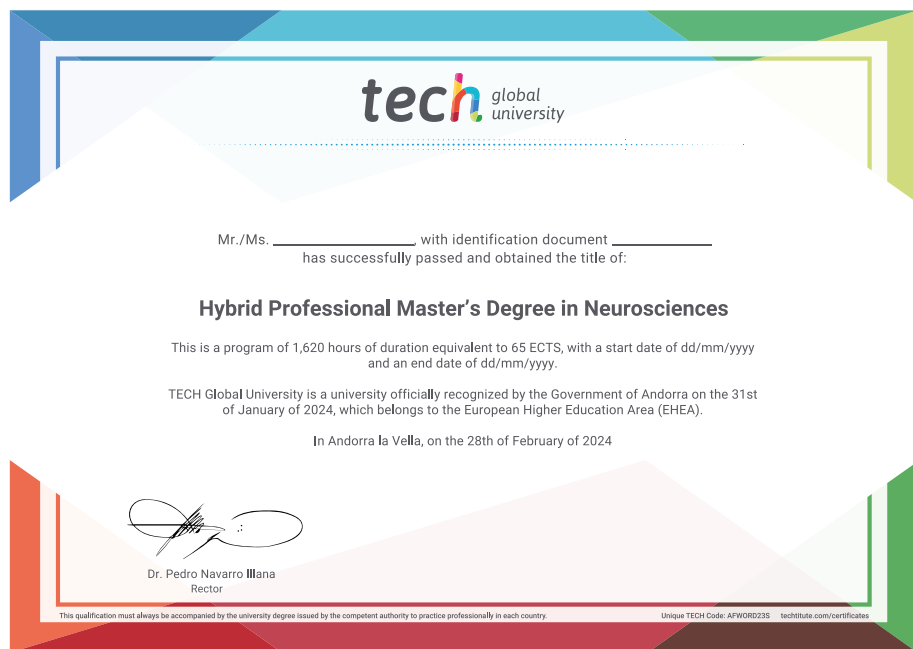 tech global
university
Mr./Ms. ____________, with identification document ____________
has successfully passed and obtained the title of:
Hybrid Professional Master’s Degree in Neurosciences
This is a program of 1,620 hours of duration equivalent to 65 ECTS, with a start date of dd/mm/yyyy
and an end date of dd/mm/yyyy.
TECH Global University is a university officially recognized by the Government of Andorra on the 31st
of January of 2024, which belongs to the European Higher Education Area (EHEA).
In Andorra la Vella, on the 28th of February of 2024
Dr. Pedro Navarro Illana
Rector
This qualification must always be accompanied by the university degree issued by the competent authority to practice professionally in each country.
Unique TECH Code: AFWORD23S techtitute.com/certificates